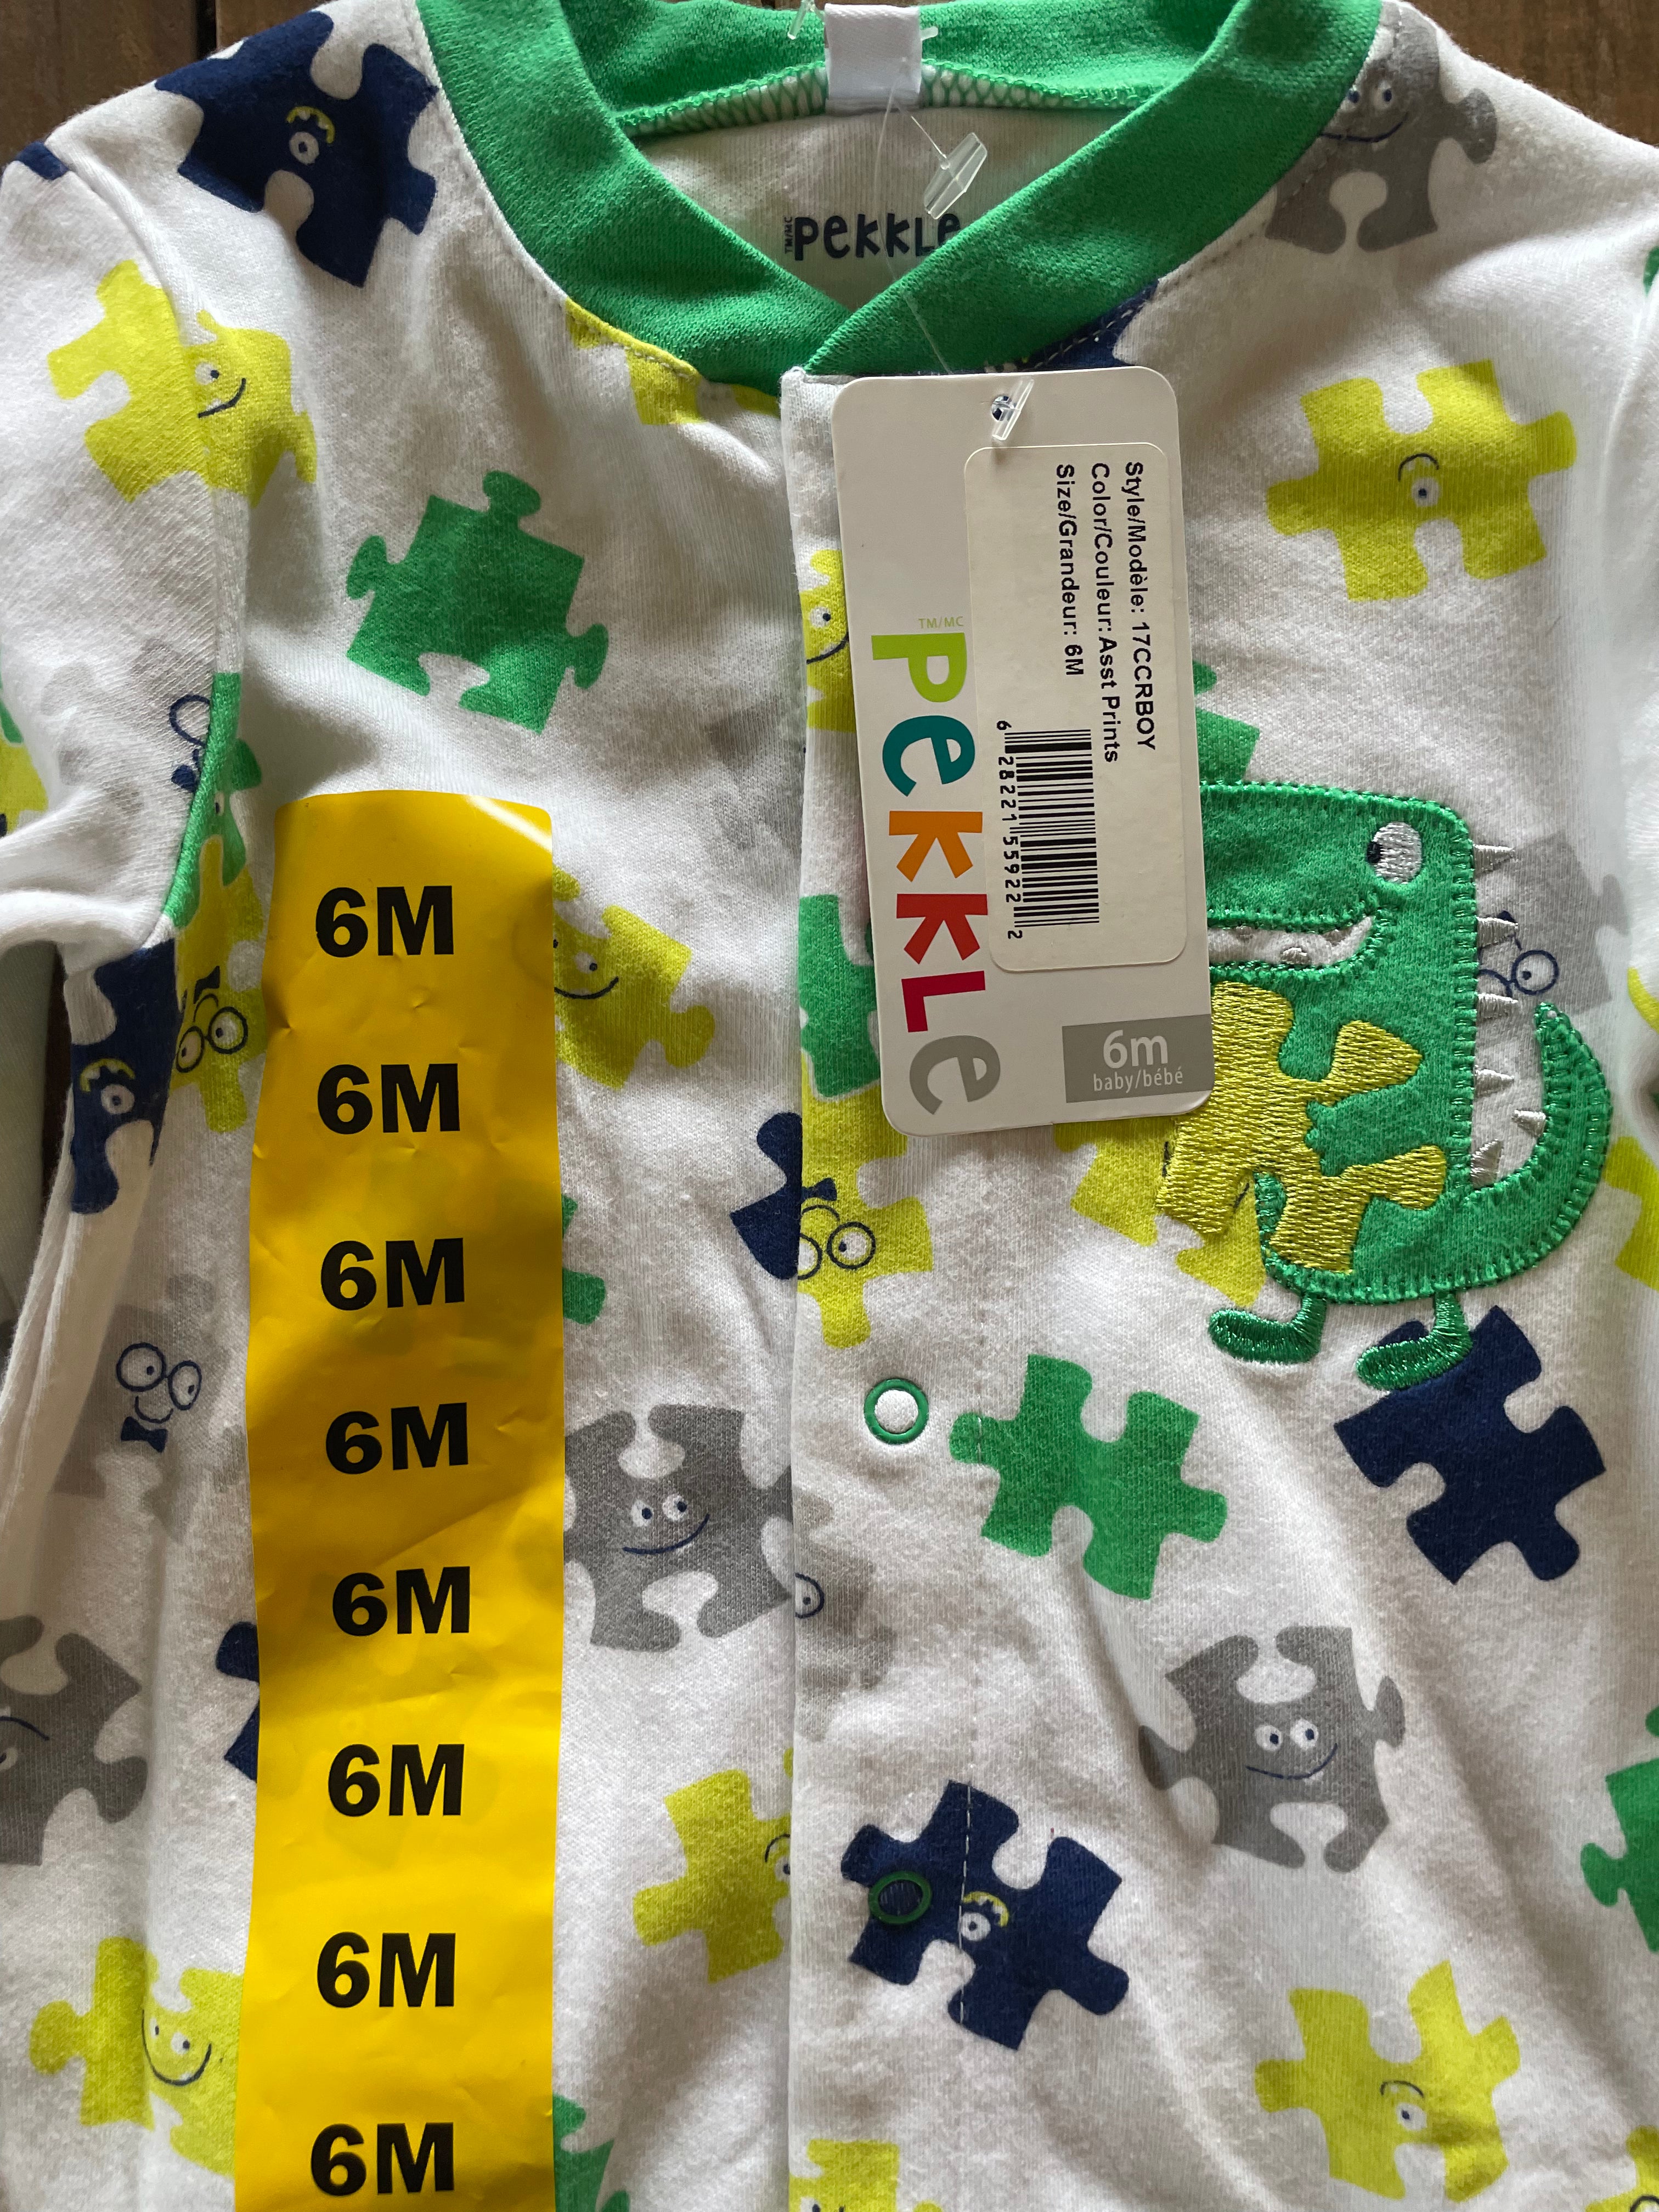 TM/MC PEKKLE
Style/Modèle: 17CCRBOY
Color/Couleur: Asst Prints
Size/Grandeur: 6M
6 28221 55922 2
TM/MC
Pekkle
6m
baby/bébé
6M
6M
6M
6M
6M
6M
6M
6M